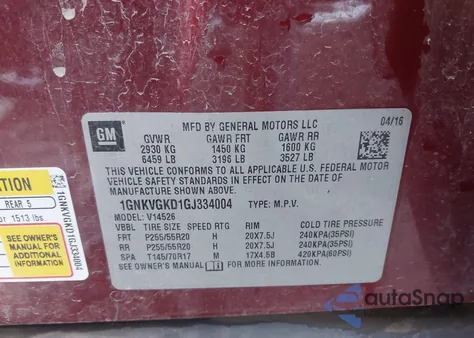 GM
MFD BY GENERAL MOTORS LLC
04/16
GVWR GAWR FRT GAWR RR
2930 KG 1450 KG 1600 KG
6459 LB 3196 LB 3527 LB
THIS VEHICLE CONFORMS TO ALL APPLICABLE U.S. FEDERAL MOTOR
VEHICLE SAFETY STANDARDS IN EFFECT ON THE DATE OF
MANUFACTURE SHOWN ABOVE.
1GNKVGKD1GJ334004 TYPE: M.P.V.
MODEL: V14526
VBBL TIRE SIZE SPEED RTG RIM COLD TIRE PRESSURE
FRT P255/55R20 H 20X7.5J 240KPA(35PSI)
RR P255/55R20 H 20X7.5J 240KPA(35PSI)
SPA T145/70R17 M 17X4.5B 420KPA(60PSI)
SEE OWNER'S MANUAL FOR MORE INFORMATION.
REAR 5
1513 lbs
SEE OWNER'S
MANUAL FOR
ADDITIONAL
INFORMATION
1GNKVGKD1GJ334004
autoSnap